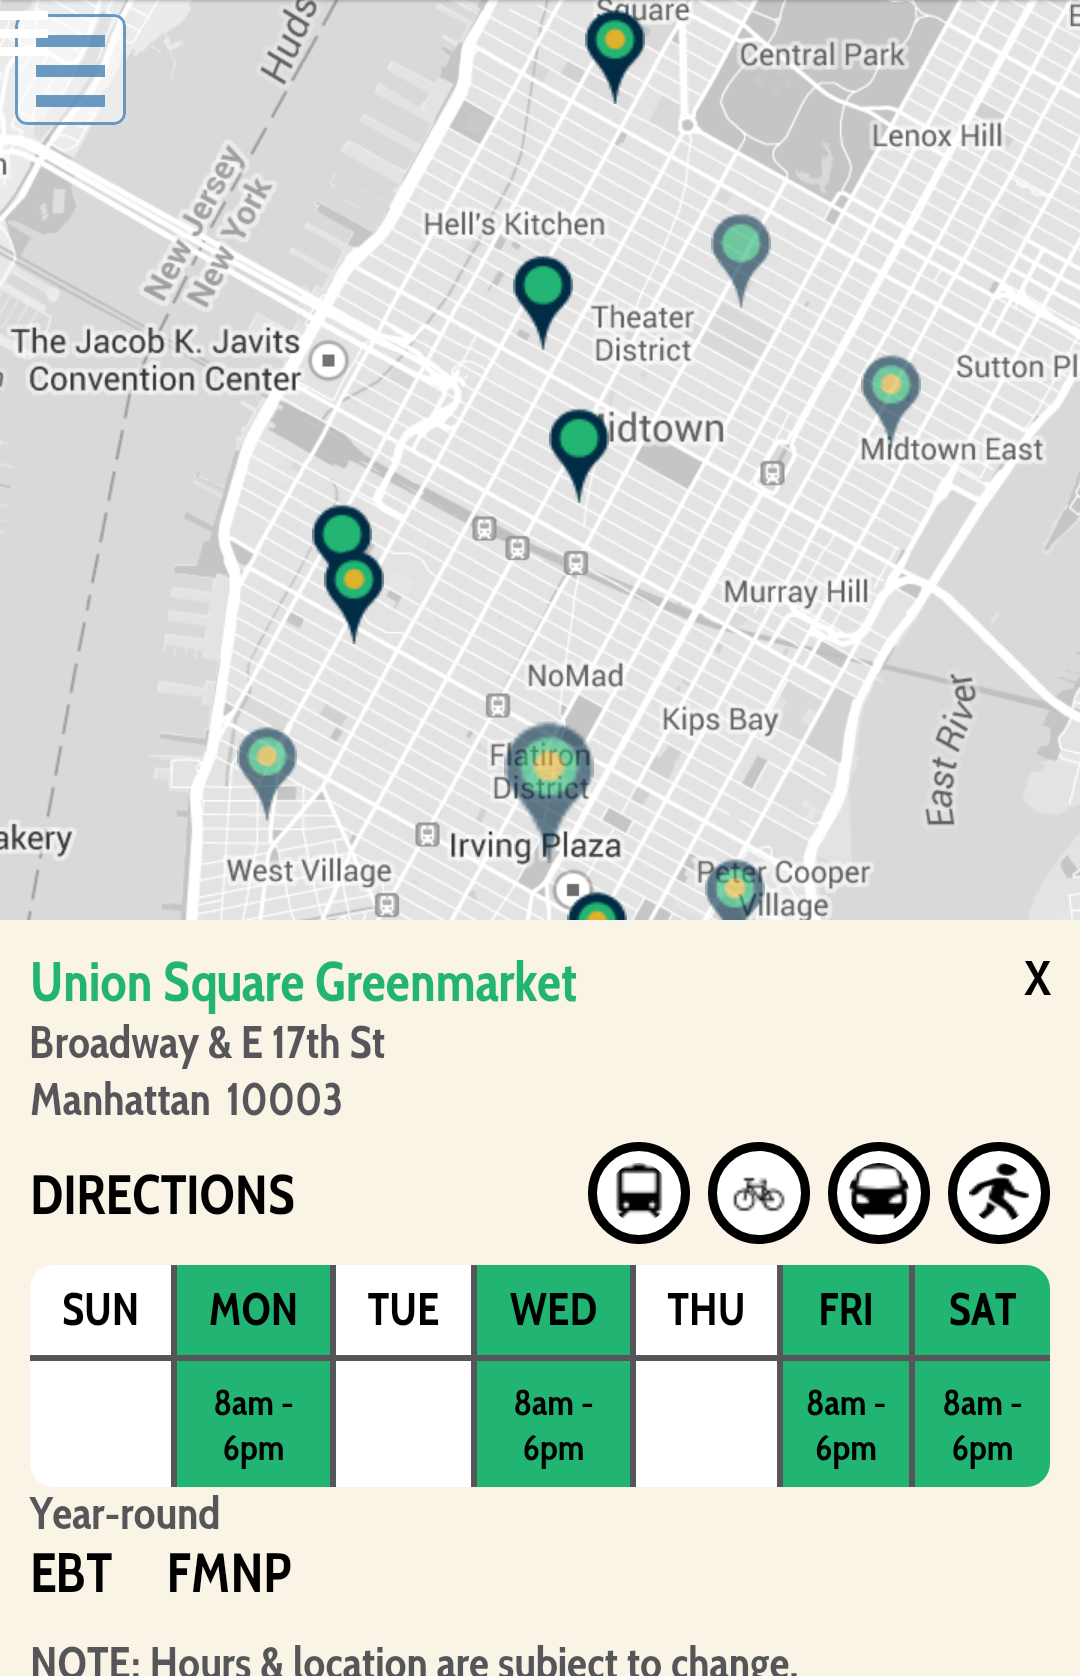 Square
Central Park
Huds
Lenox Hill
New Jersey
New York
Hell's Kitchen
Theater
District
The Jacob K. Javits
Convention Center
Sutton Pl
idtown
Midtown East
Murray Hill
NoMad
Kips Bay
East River
Flatiron
District
akery
Irving Plaza
West Village
Peter Cooper
Village
Union Square Greenmarket
X
Broadway & E 17th St
Manhattan 10003
DIRECTIONS
SUN MON TUE WED THU FRI SAT
8am - 8am - 8am - 8am -
6pm 6pm 6pm 6pm
Year-round
EBT FMNP
NOTE: Hours & location are subject to change.